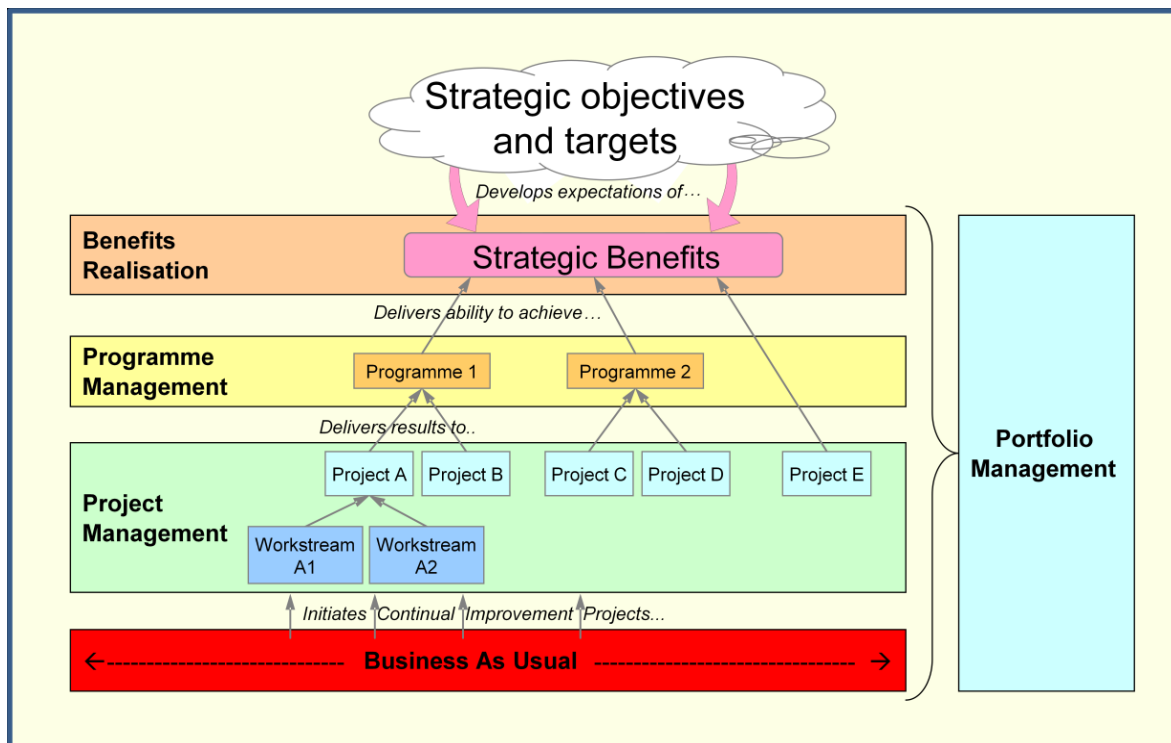 Strategic objectives
and targets
Develops expectations of…
Benefits
Realisation
Strategic Benefits
Delivers ability to achieve…
Programme
Management
Programme 1
Programme 2
Delivers results to..
Project
Management
Project A
Project B
Project C
Project D
Project E
Workstream
A1
Workstream
A2
Initiates Continual Improvement Projects...
←------------------------------ Business As Usual ----------------------------------→
Portfolio
Management